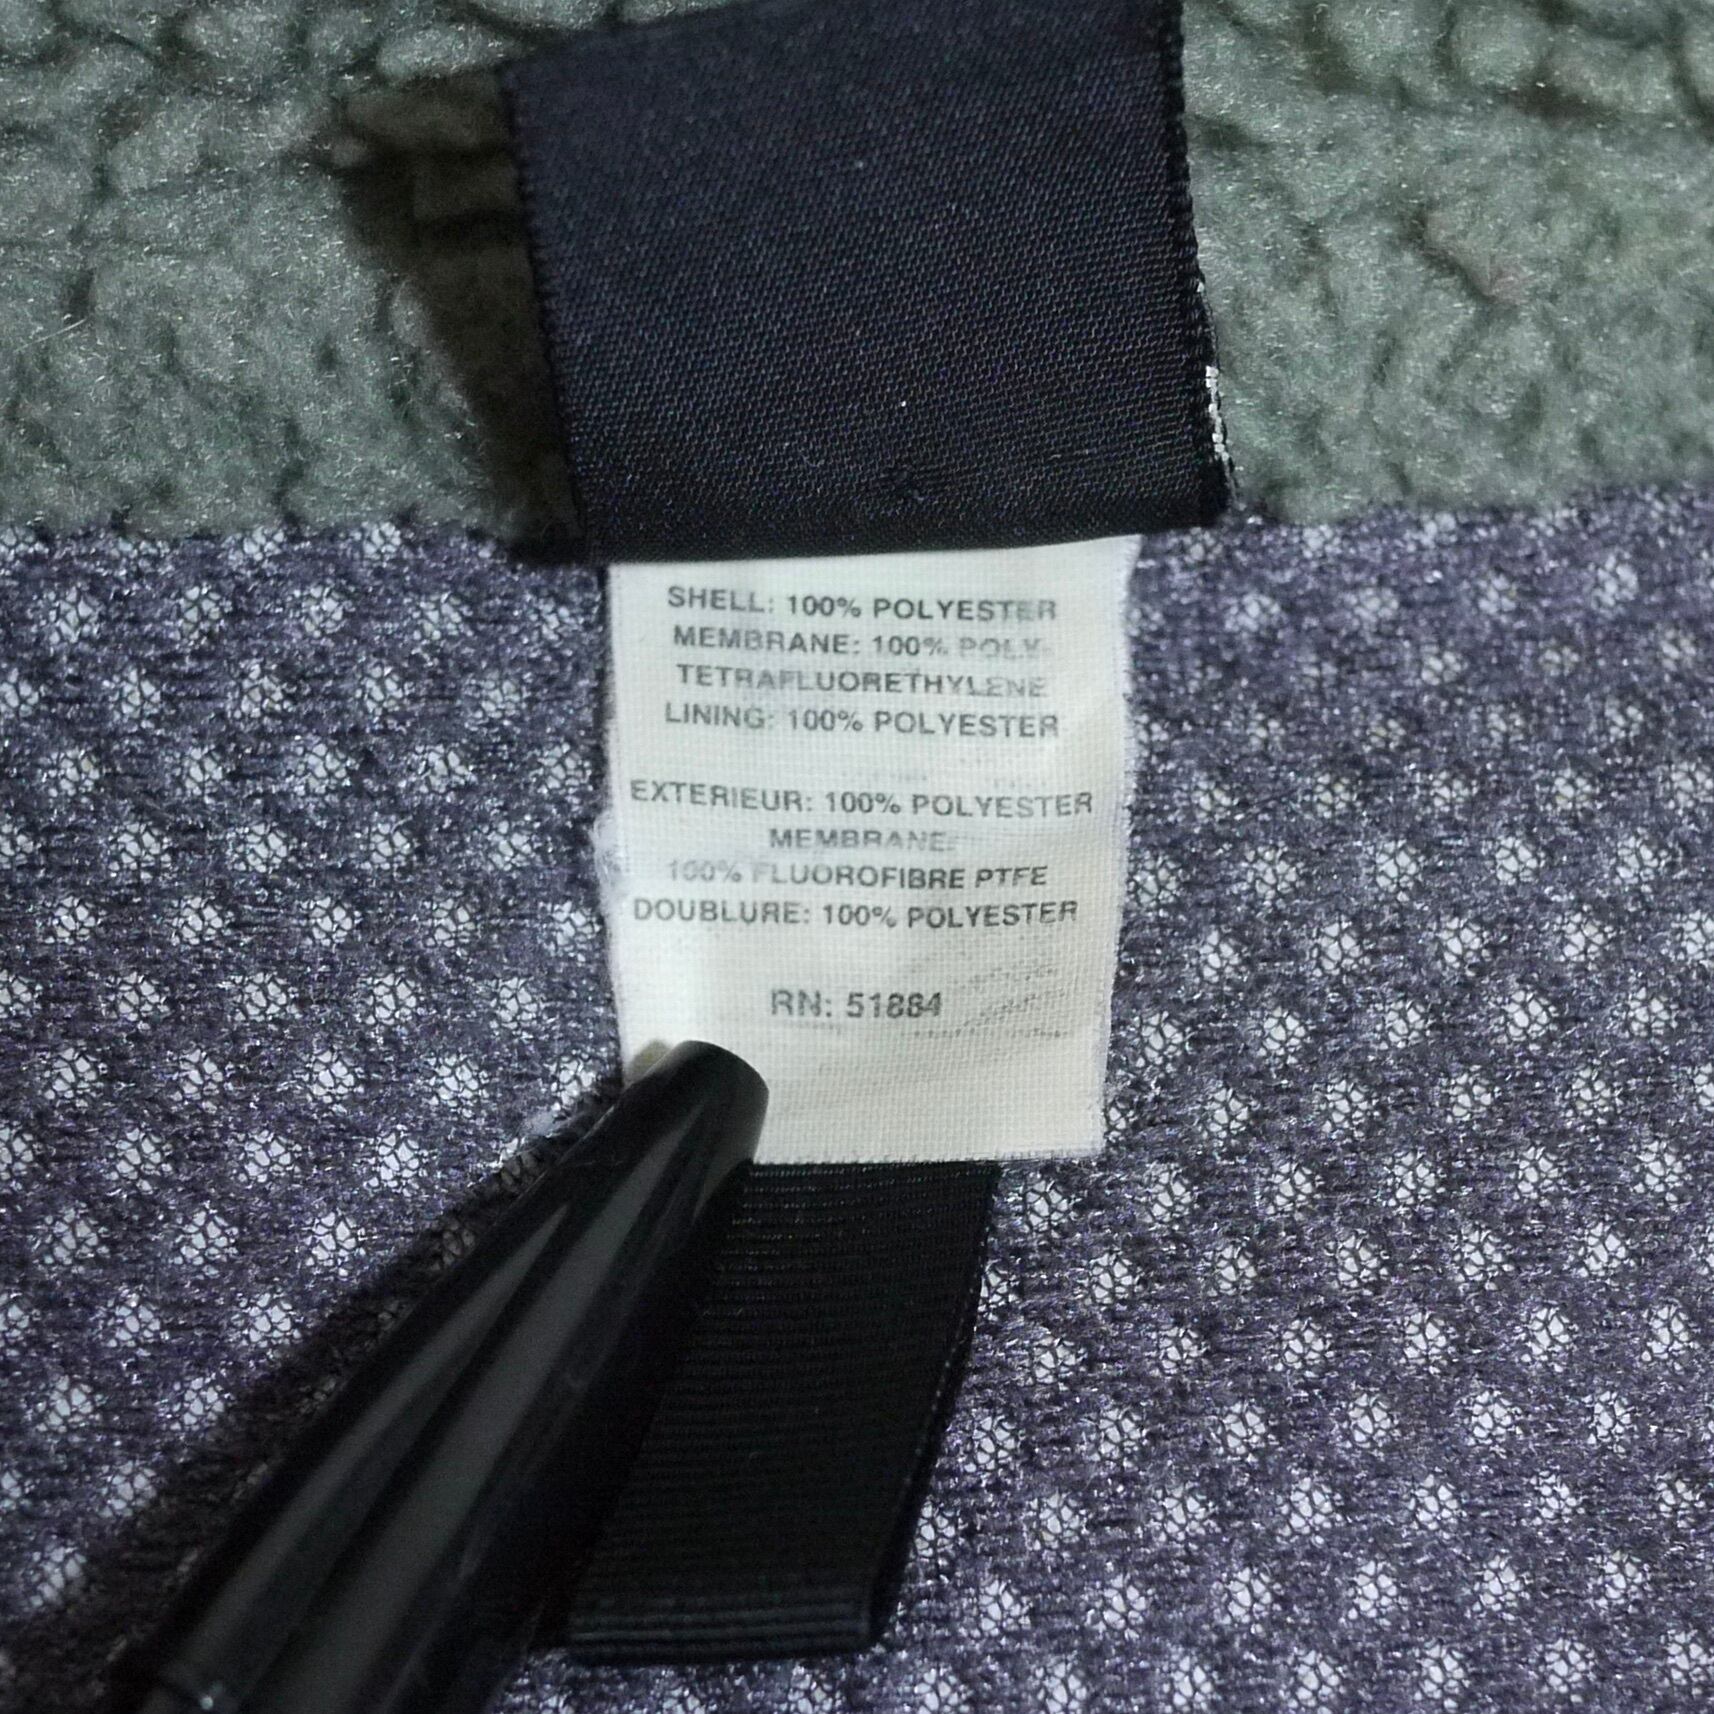 SHELL: 100% POLYESTER
MEMBRANE: 100% POLY-
TETRAFLUORETHYLENE
LINING: 100% POLYESTER
EXTERIEUR: 100% POLYESTER
MEMBRANE:
100% FLUOROFIBRE PTFE
DOUBLURE: 100% POLYESTER
RN: 51884